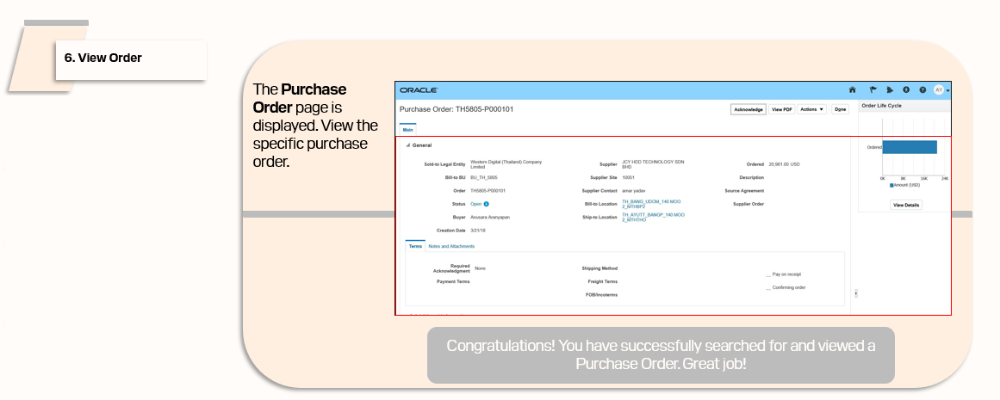 6. View Order
The Purchase
Order page is
displayed. View the
specific purchase
order.
ORACLE
AY
Purchase Order: TH5805-P000101
Acknowledge View PDF Actions Done
Order Life Cycle
Main
General
Sold-to Legal Entity Western Digital (Thailand) Company
Limited
Supplier JCY HDD TECHNOLOGY SDN
BHD
Ordered 20,961.00 USD
Bill-to BU BU_TH_5805
Supplier Site 10051
Description
Order TH5805-P000101
Supplier Contact amar yadav
Source Agreement
Status Open
Bill-to Location TH_BANG_UDOM_140 MOO
2_MTHBP2
Supplier Order
Buyer Anusara Aranyapan
Ship-to Location TH_AYUTT_BANGP_140 MOO
2_MTHTHO
Creation Date 3/21/18
Ordered
0K 8K 16K 24K
Amount (USD)
View Details
Terms Notes and Attachments
Required
Acknowledgment None
Shipping Method
Pay on receipt
Payment Terms
Freight Terms
Confirming order
FOB/Incoterms
Congratulations! You have successfully searched for and viewed a
Purchase Order. Great job!